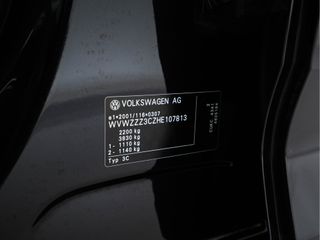 VOLKSWAGEN AG
e1*2001/116*0307
WVWZZZ3CZHE107813
2200 kg
3830 kg
1- 1110 kg
2- 1140 kg
Typ 3C